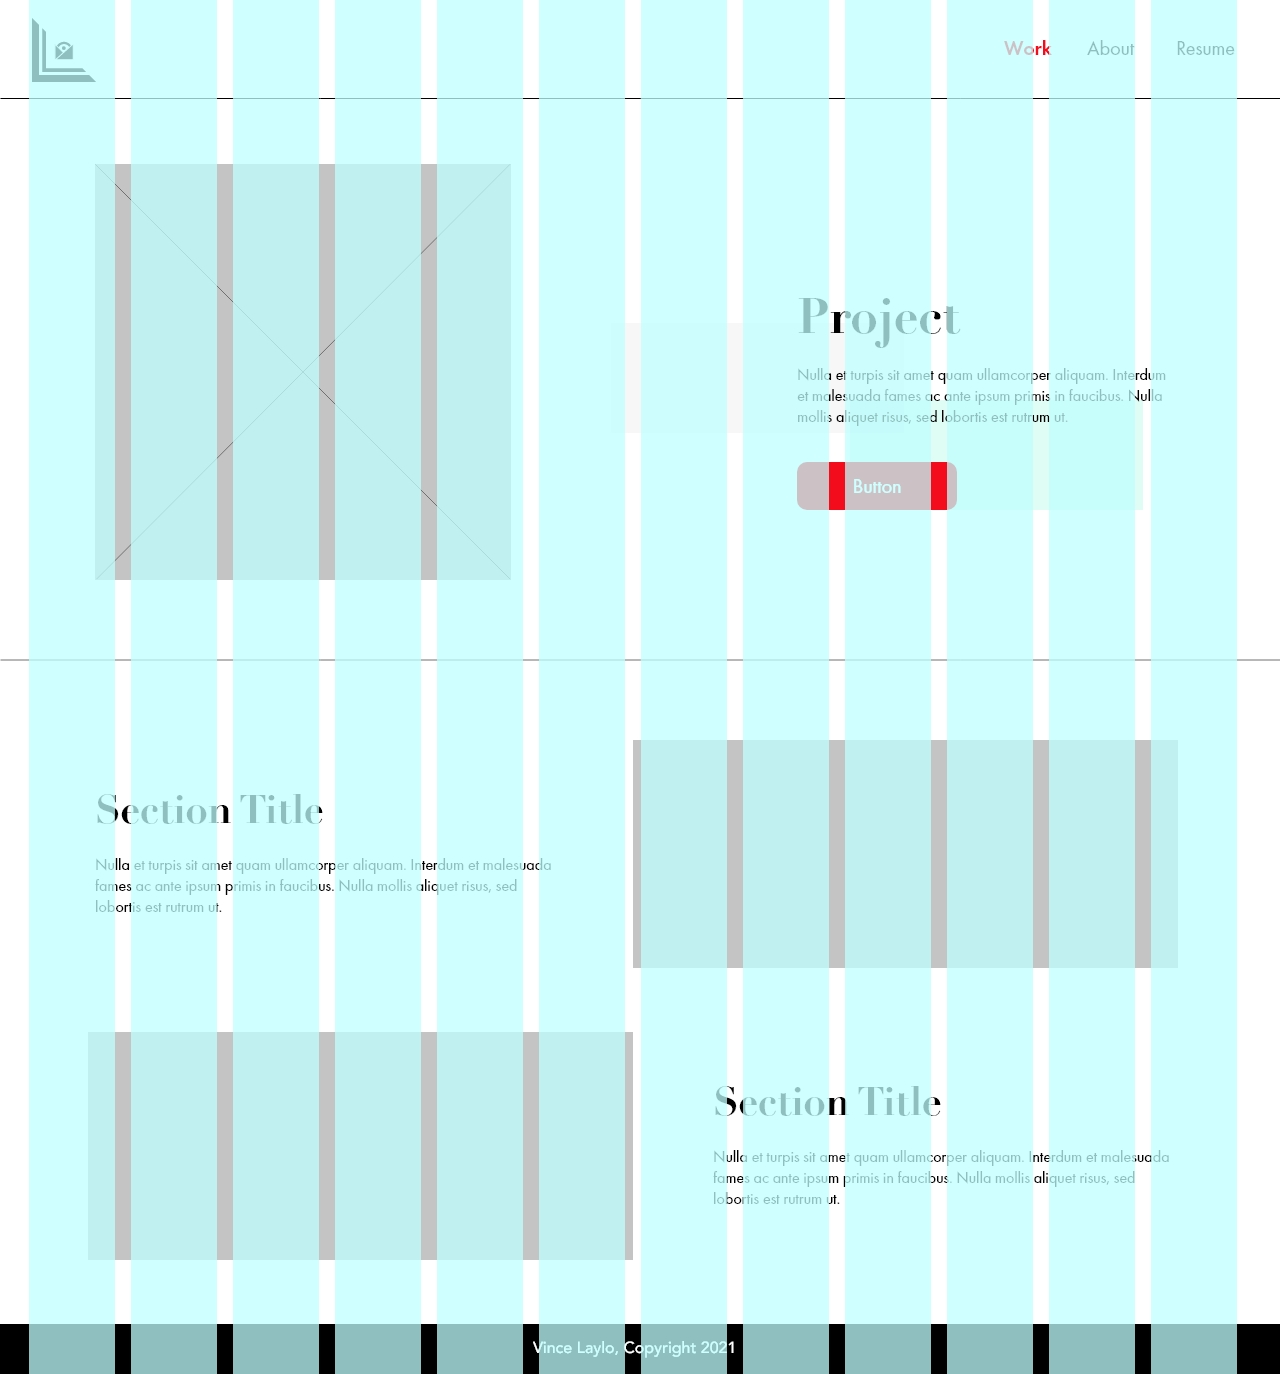 Work About Resume
Project
Nulla et turpis sit amet quam ullamcorper aliquam. Interdum
et malesuada fames ac ante ipsum primis in faucibus. Nulla
mollis aliquet risus, sed lobortis est rutrum ut.
Button
Section Title
Nulla et turpis sit amet quam ullamcorper aliquam. Interdum et malesuada
fames ac ante ipsum primis in faucibus. Nulla mollis aliquet risus, sed
lobortis est rutrum ut.
Section Title
Nulla et turpis sit amet quam ullamcorper aliquam. Interdum et malesuada
fames ac ante ipsum primis in faucibus. Nulla mollis aliquet risus, sed
lobortis est rutrum ut.
Vince Laylo, Copyright 2021